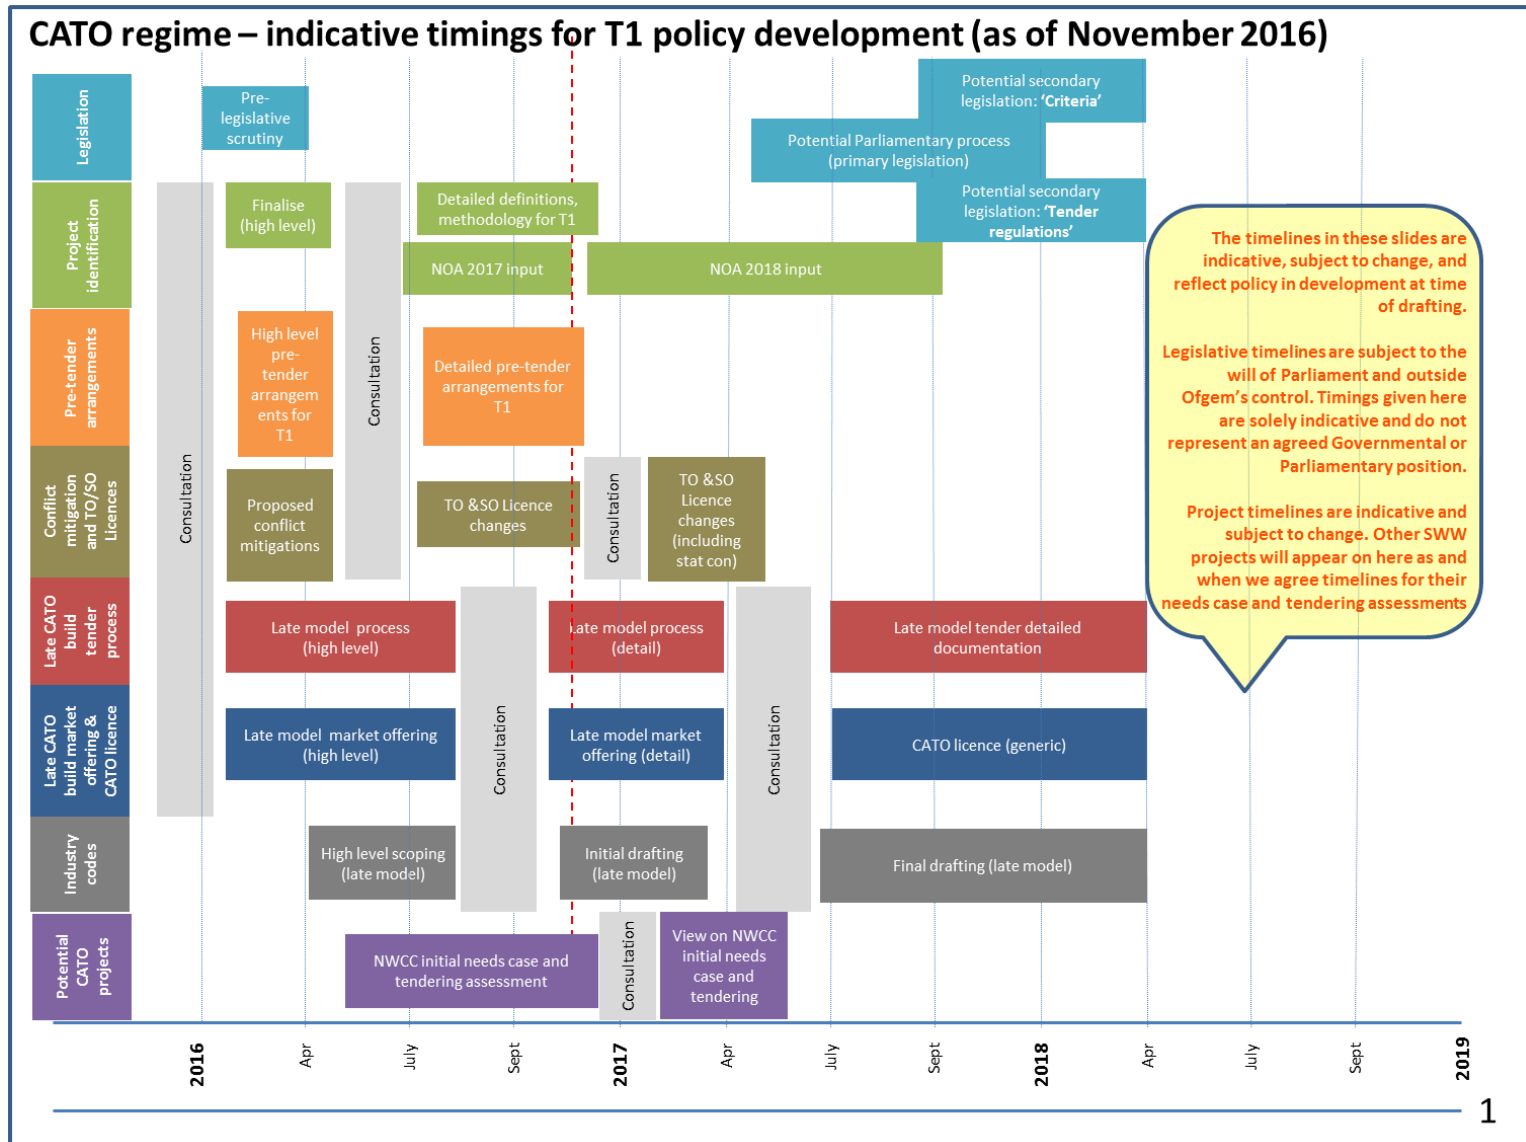 CATO regime – indicative timings for T1 policy development (as of November 2016)
Legislation
Pre-
legislative
scrutiny
Potential secondary
legislation: ‘Criteria’
Potential Parliamentary process
(primary legislation)
Potential secondary
legislation: ‘Tender
regulations’
Project
identification
Finalise
(high level)
Detailed definitions,
methodology for T1
NOA 2017 input
NOA 2018 input
Pre-tender
arrangements
High level
pre-
tender
arrangem
ents for
T1
Detailed pre-tender
arrangements for
T1
Consultation
Consultation
Conflict
mitigation
and TO/SO
Licences
Proposed
conflict
mitigations
TO &SO Licence
changes
Consultation
TO &SO
Licence
changes
(including
stat con)
Late CATO
build
tender
process
Late model process
(high level)
Late model process
(detail)
Late model tender detailed
documentation
Consultation
Consultation
Late CATO
build market
offering &
CATO licence
Late model market offering
(high level)
Late model market
offering (detail)
CATO licence (generic)
Industry
codes
High level scoping
(late model)
Initial drafting
(late model)
Final drafting (late model)
Potential
CATO
projects
NWCC initial needs case and
tendering assessment
Consultation
View on NWCC
initial needs
case and
tendering
The timelines in these slides are
indicative, subject to change, and
reflect policy in development at time
of drafting.
Legislative timelines are subject to the
will of Parliament and outside
Ofgem’s control. Timings given here
are solely indicative and do not
represent an agreed Governmental or
Parliamentary position.
Project timelines are indicative and
subject to change. Other SWW
projects will appear on here as and
when we agree timelines for their
needs case and tendering assessments
2016
Apr
July
Sept
2017
Apr
July
Sept
2018
Apr
July
Sept
2019
1